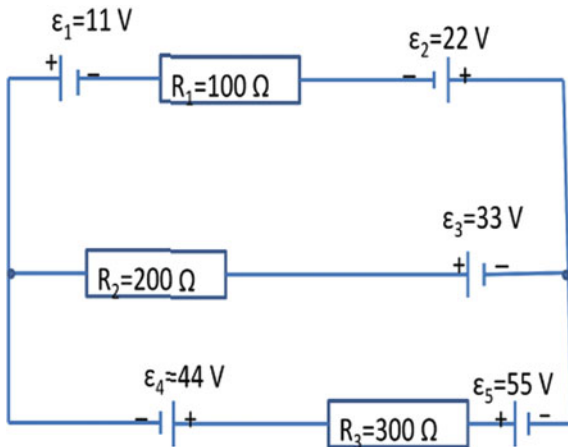 ε₁=11 V
ε₂=22 V
+ − − +
R₁=100 Ω
ε₃=33 V
+ −
R₂=200 Ω
ε₄=44 V
ε₅=55 V
− + + −
R₃=300 Ω